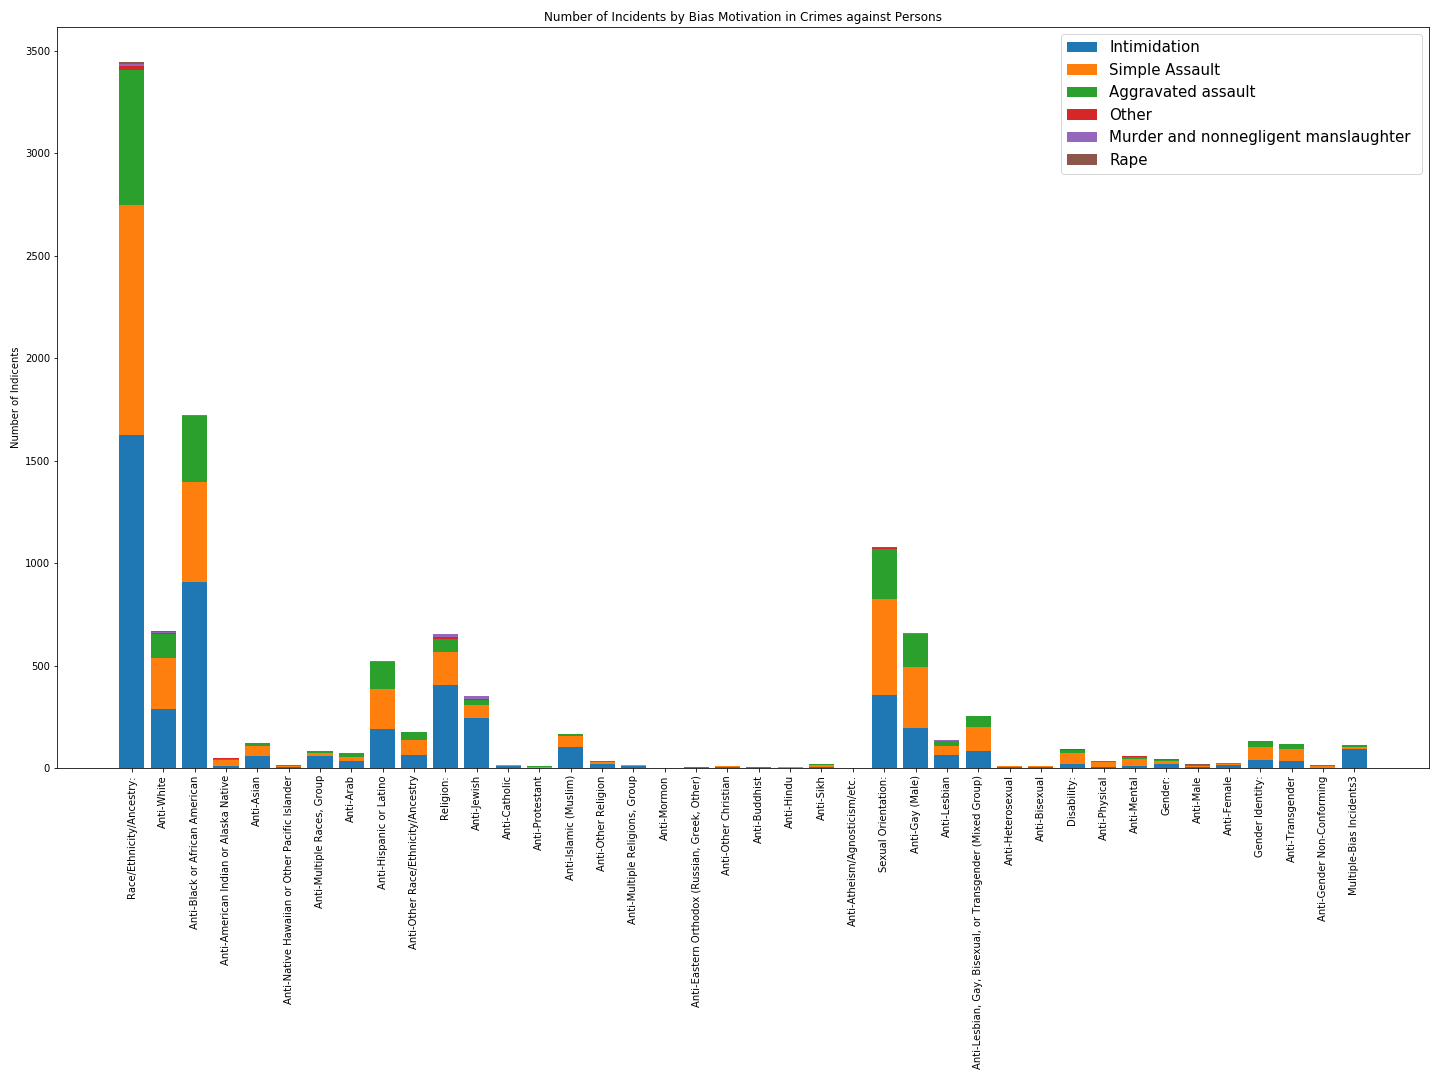 Number of Incidents by Bias Motivation in Crimes against Persons
Number of Indicents
3500
3000
2500
2000
1500
1000
500
0
Intimidation
Simple Assault
Aggravated assault
Other
Murder and nonnegligent manslaughter
Rape
Race/Ethnicity/Ancestry:
Anti-White
Anti-Black or African American
Anti-American Indian or Alaska Native
Anti-Asian
Anti-Native Hawaiian or Other Pacific Islander
Anti-Multiple Races, Group
Anti-Arab
Anti-Hispanic or Latino
Anti-Other Race/Ethnicity/Ancestry
Religion:
Anti-Jewish
Anti-Catholic
Anti-Protestant
Anti-Islamic (Muslim)
Anti-Other Religion
Anti-Multiple Religions, Group
Anti-Mormon
Anti-Eastern Orthodox (Russian, Greek, Other)
Anti-Other Christian
Anti-Buddhist
Anti-Hindu
Anti-Sikh
Anti-Atheism/Agnosticism/etc.
Sexual Orientation:
Anti-Gay (Male)
Anti-Lesbian
Anti-Lesbian, Gay, Bisexual, or Transgender (Mixed Group)
Anti-Heterosexual
Anti-Bisexual
Disability:
Anti-Physical
Anti-Mental
Gender:
Anti-Male
Anti-Female
Gender Identity:
Anti-Transgender
Anti-Gender Non-Conforming
Multiple-Bias Incidents3